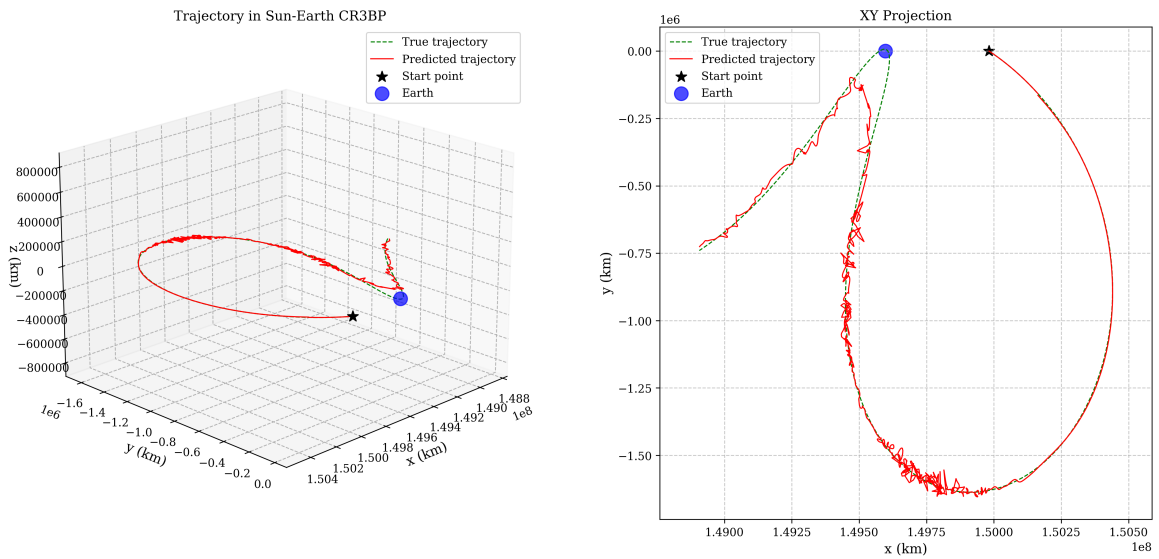 Trajectory in Sun-Earth CR3BP
True trajectory
Predicted trajectory
Start point
Earth
800000
600000
400000
200000
0
−200000
−400000
−600000
−800000
z (km)
−1.6
−1.4
−1.2
−1.0
−0.8
−0.6
−0.4
−0.2
0.0
1e6
y (km)
1.488
1.490
1.492
1.494
1.496
1.498
1.500
1.502
1.504
1e8
x (km)
XY Projection
1e6
True trajectory
Predicted trajectory
Start point
Earth
0.00
−0.25
−0.50
−0.75
−1.00
−1.25
−1.50
y (km)
1.4900
1.4925
1.4950
1.4975
1.5000
1.5025
1.5050
1e8
x (km)